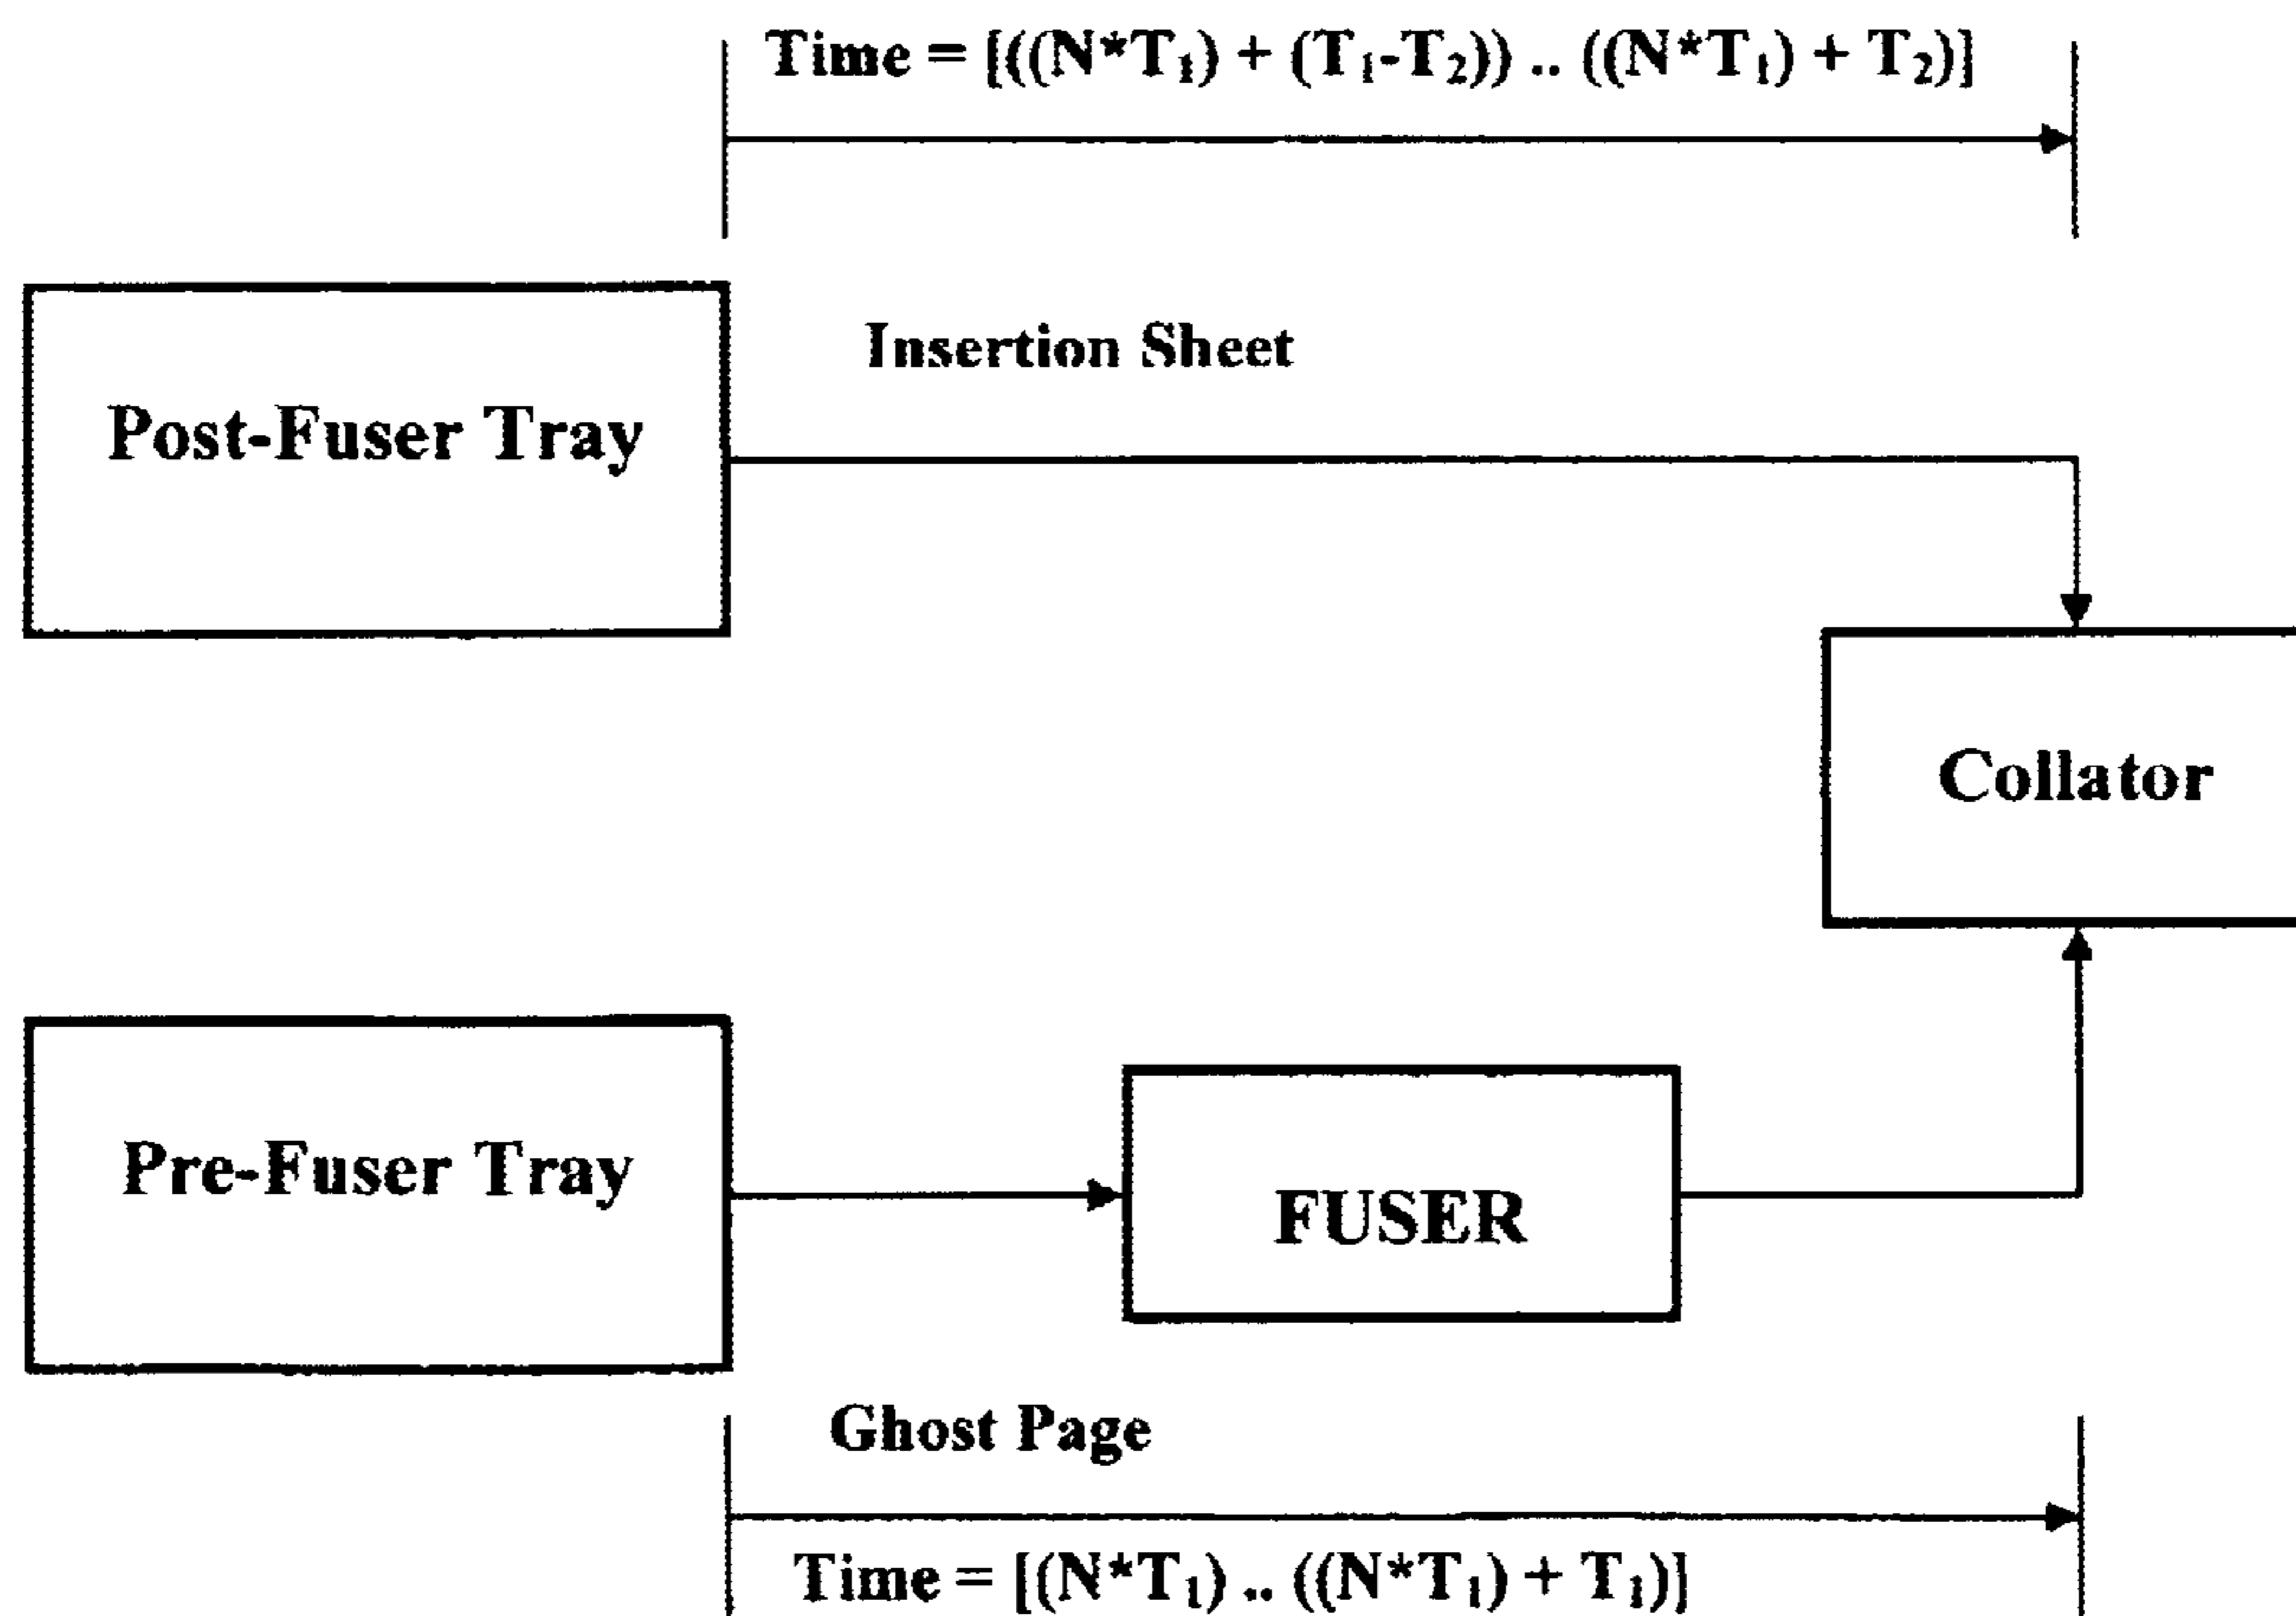 Time = [((N*T₁) + (T₁-T₂)) .. ((N*T₁) + T₂)]
Insertion Sheet
Post-Fuser Tray
Collator
Pre-Fuser Tray
FUSER
Ghost Page
Time = [(N*T₁) .. ((N*T₁) + T₁)]